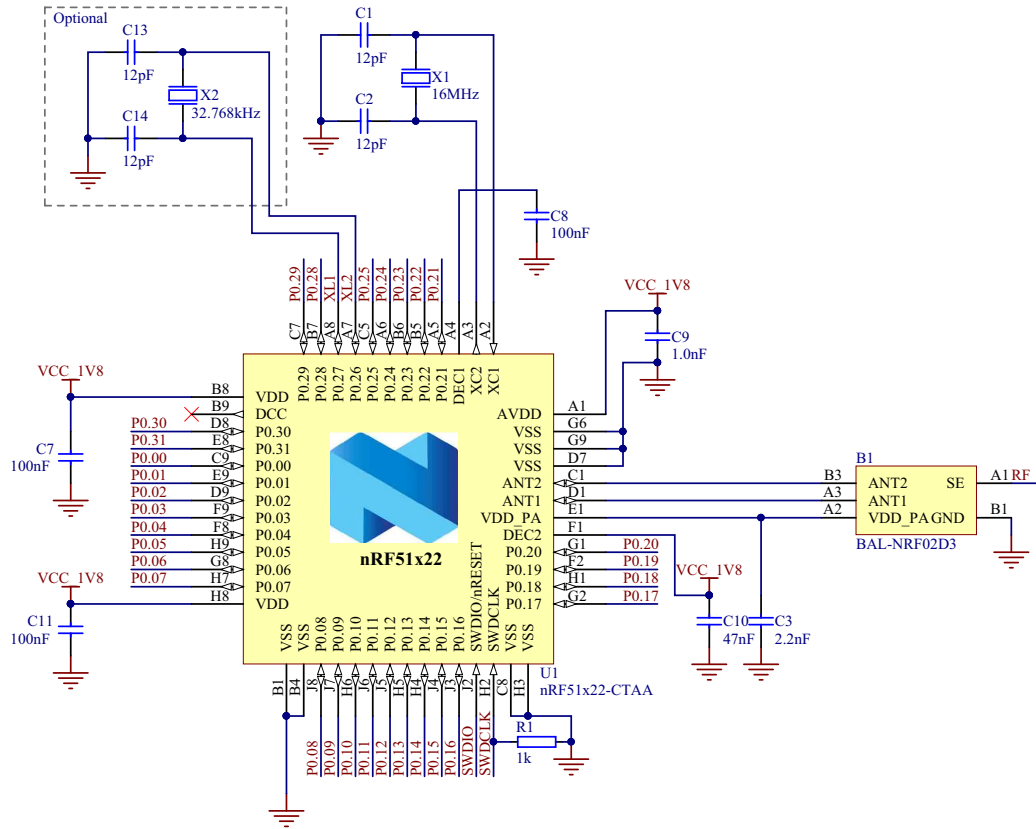 Optional
C13
12pF
X2
32.768kHz
C14
12pF
C1
12pF
X1
16MHz
C2
12pF
C8
100nF
P0.29
P0.28
XL1
XL2
P0.25
P0.24
P0.23
P0.22
P0.21
C7
B7
A8
A7
C5
A6
B6
B5
A5
A4
A3
A2
P0.29
P0.28
P0.27
P0.26
P0.25
P0.24
P0.23
P0.22
P0.21
DEC1
XC2
XC1
VCC_1V8
C7
100nF
VCC_1V8
C11
100nF
P0.30
P0.31
P0.00
P0.01
P0.02
P0.03
P0.04
P0.05
P0.06
P0.07
B8
B9
D8
E8
C9
E9
D9
F9
F8
H9
G8
H7
H8
VDD
DCC
P0.30
P0.31
P0.00
P0.01
P0.02
P0.03
P0.04
P0.05
P0.06
P0.07
VDD
nRF51x22
AVDD
VSS
VSS
VSS
ANT2
ANT1
VDD_PA
DEC2
P0.20
P0.19
P0.18
P0.17
A1
G6
G9
D7
C1
D1
E1
F1
G1
F2
H1
G2
P0.20
P0.19
P0.18
P0.17
VCC_1V8
C9
1.0nF
VCC_1V8
C10
47nF
C3
2.2nF
B1
B3
A3
A2
ANT2
ANT1
VDD_PA
SE
GND
A1
RF
B1
BAL-NRF02D3
VSS
VSS
P0.08
P0.09
P0.10
P0.11
P0.12
P0.13
P0.14
P0.15
P0.16
SWDIO/nRESET
SWDCLK
VSS
VSS
U1
nRF51x22-CTAA
B1
B4
J8
J7
H6
J6
J5
H5
H4
J4
J3
J2
H2
C8
H3
P0.08
P0.09
P0.10
P0.11
P0.12
P0.13
P0.14
P0.15
P0.16
SWDIO
SWDCLK
R1
1k